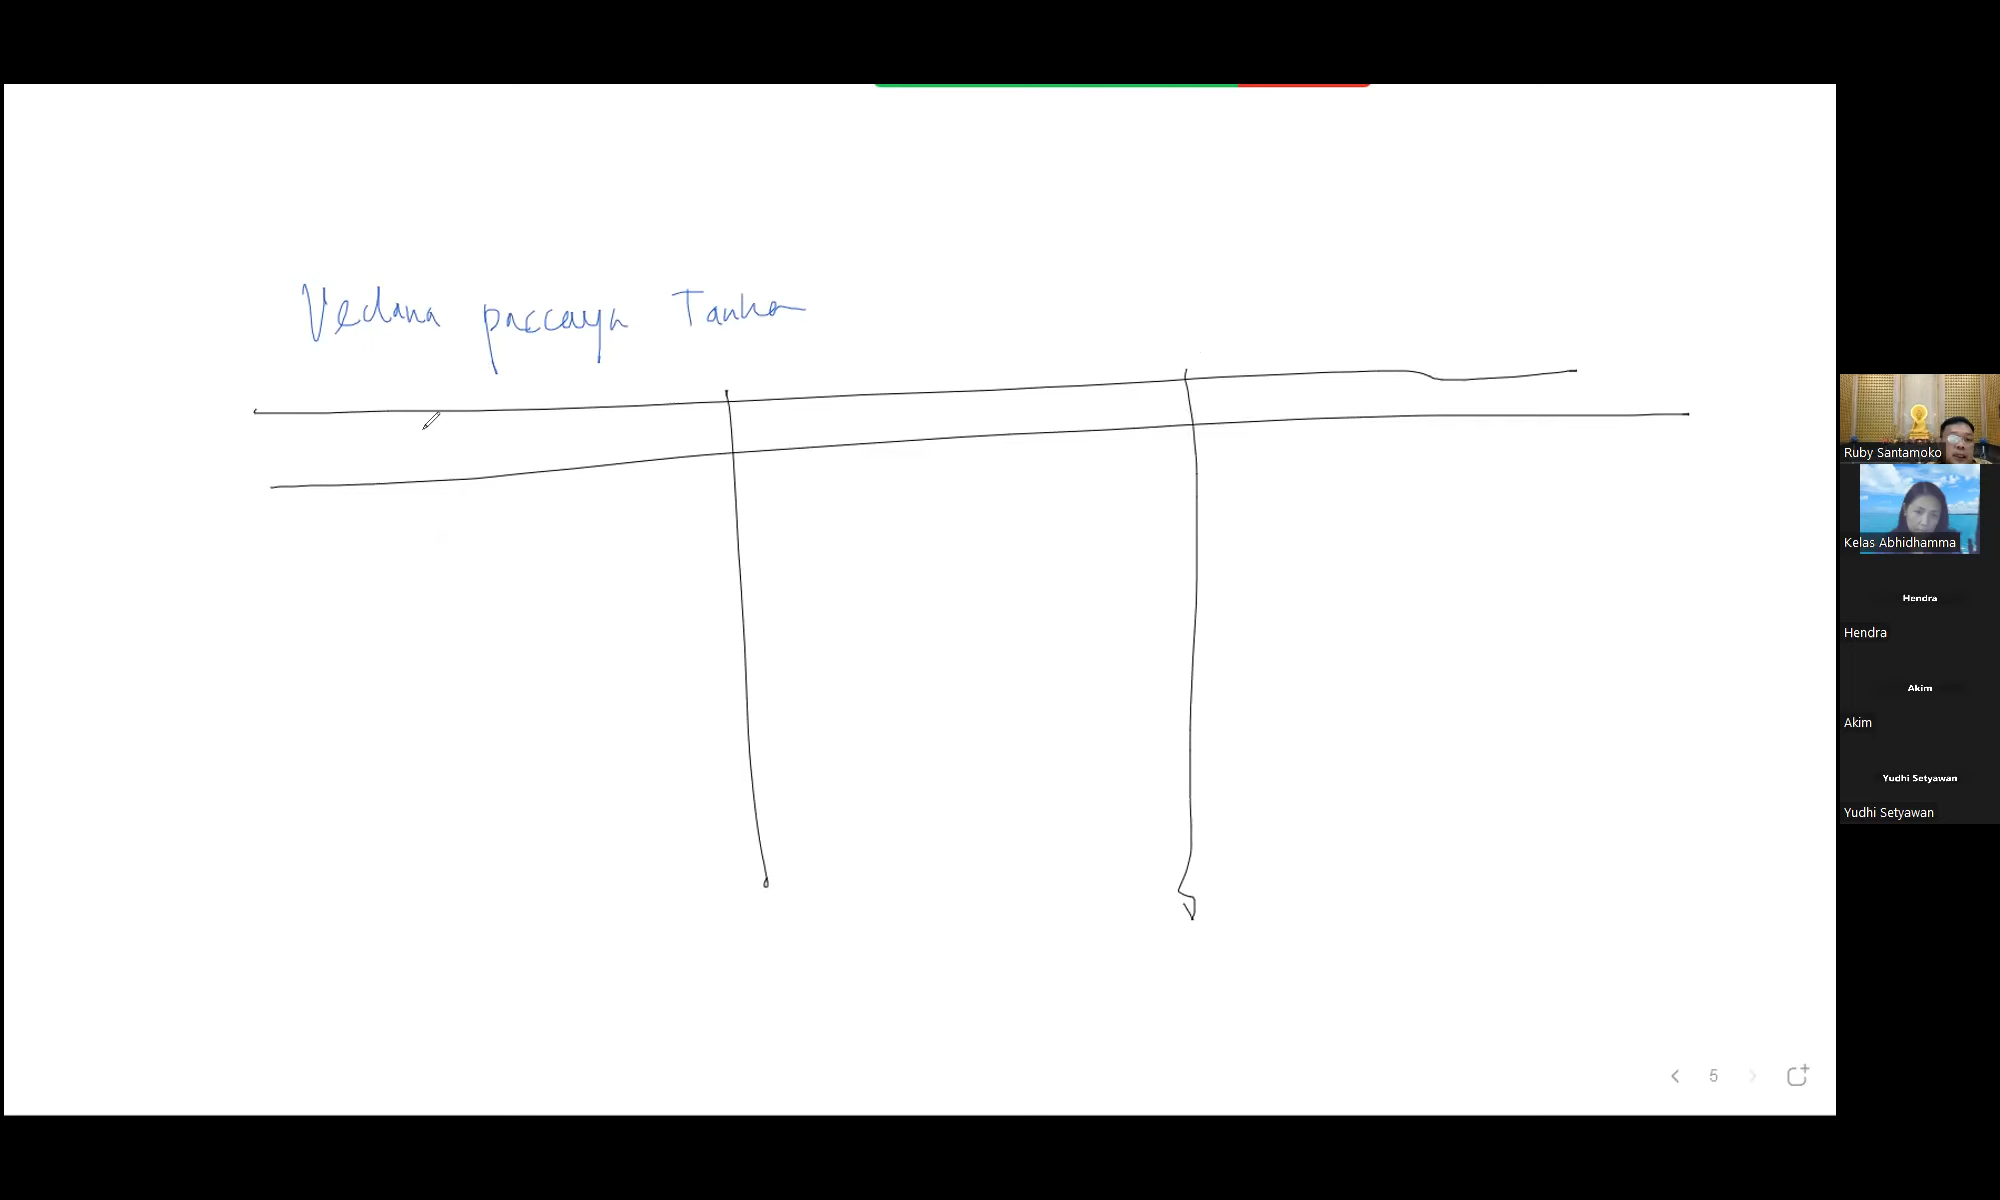 Vedana paccaya Tanha
Ruby Santamoko
Kelas Abhidhamma
Hendra
Hendra
Akim
Akim
Yudhi Setyawan
Yudhi Setyawan
5